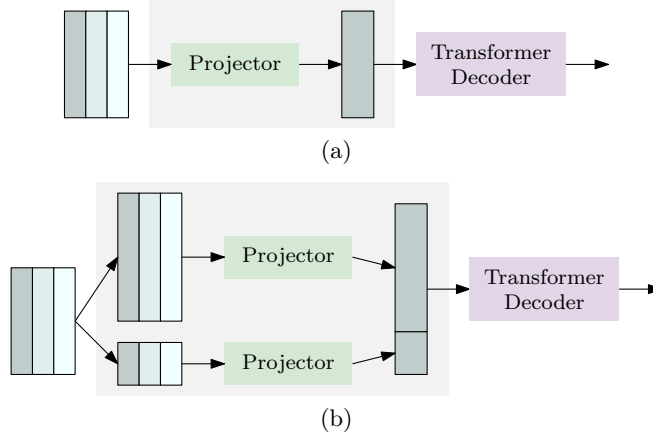 Projector
Transformer
Decoder
(a)
Projector
Transformer
Decoder
Projector
(b)